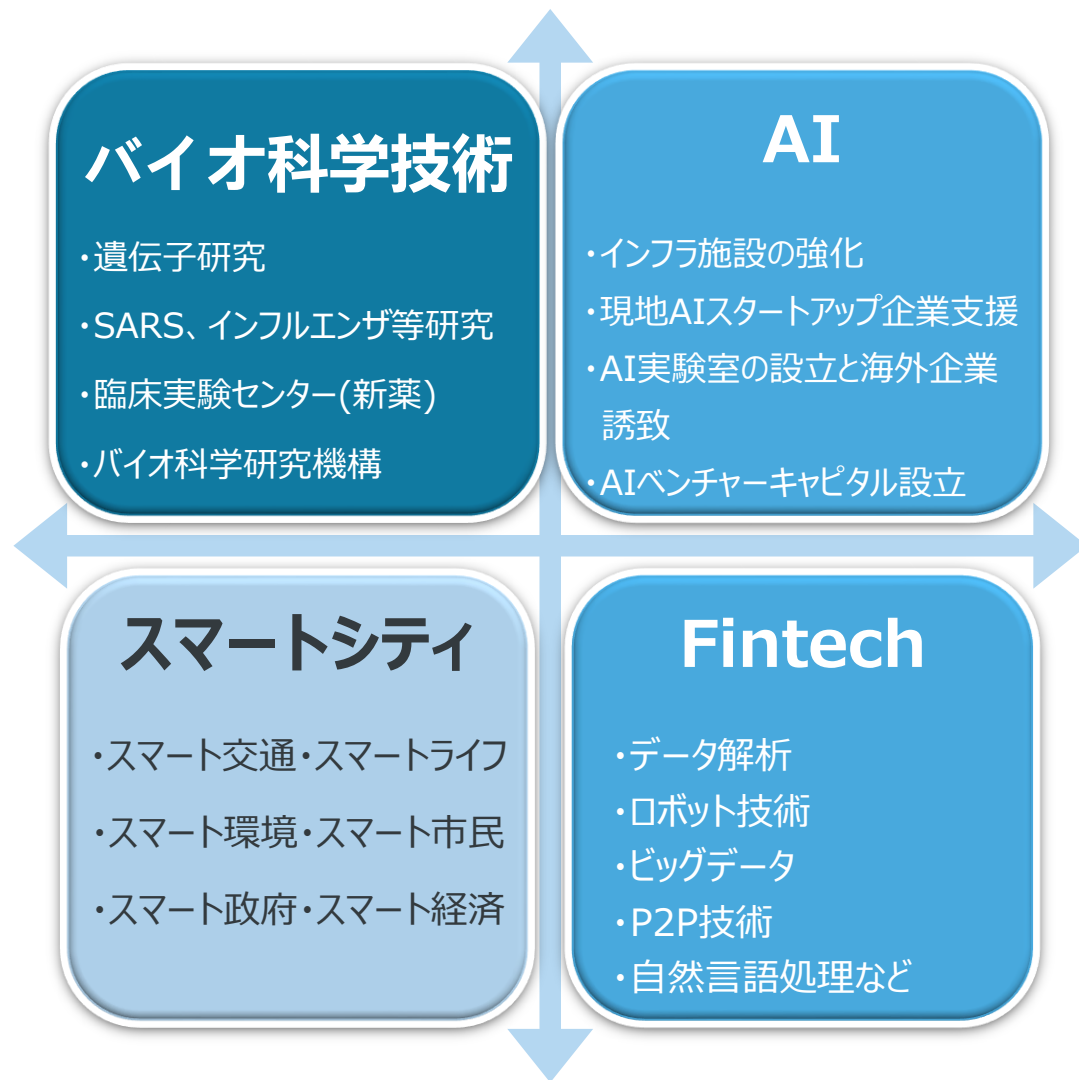 バイオ科学技術
・遺伝子研究
・SARS、インフルエンザ等研究
・臨床実験センター(新薬)
・バイオ科学研究機構
AI
・インフラ施設の強化
・現地AIスタートアップ企業支援
・AI実験室の設立と海外企業
誘致
・AIベンチャーキャピタル設立
スマートシティ
・スマート交通・スマートライフ
・スマート環境・スマート市民
・スマート政府・スマート経済
Fintech
・データ解析
・ロボット技術
・ビッグデータ
・P2P技術
・自然言語処理など